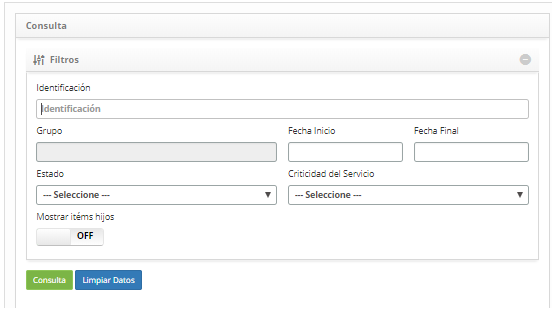 Consulta
Filtros
Identificación
Identificación
Grupo Fecha Inicio Fecha Final
Estado Criticidad del Servicio
--- Seleccione --- --- Seleccione ---
Mostrar itéms hijos
OFF
Consulta Limpiar Datos